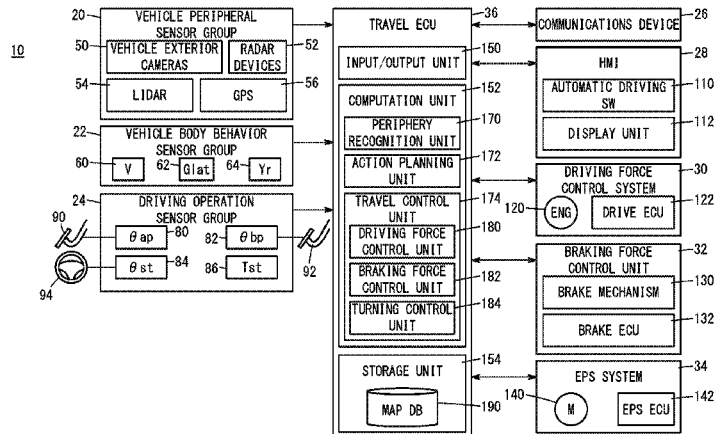 10
20
VEHICLE PERIPHERAL
SENSOR GROUP
50
VEHICLE EXTERIOR
CAMERAS
RADAR
DEVICES
52
54
LIDAR
GPS
56
22
VEHICLE BODY BEHAVIOR
SENSOR GROUP
60
V
62
Glat
64
Yr
24
DRIVING OPERATION
SENSOR GROUP
90
θap
80
82
θbp
92
94
θst
84
86
Tst
TRAVEL ECU
36
INPUT/OUTPUT UNIT
150
COMPUTATION UNIT
152
PERIPHERY
RECOGNITION UNIT
170
ACTION PLANNING
UNIT
172
TRAVEL CONTROL
UNIT
174
DRIVING FORCE
CONTROL UNIT
180
BRAKING FORCE
CONTROL UNIT
182
TURNING CONTROL
UNIT
184
STORAGE UNIT
154
MAP DB
190
COMMUNICATIONS DEVICE
26
HMI
28
AUTOMATIC DRIVING
SW
110
DISPLAY UNIT
112
DRIVING FORCE
CONTROL SYSTEM
30
120
ENG
DRIVE ECU
122
BRAKING FORCE
CONTROL UNIT
32
BRAKE MECHANISM
130
BRAKE ECU
132
EPS SYSTEM
34
140
M
EPS ECU
142